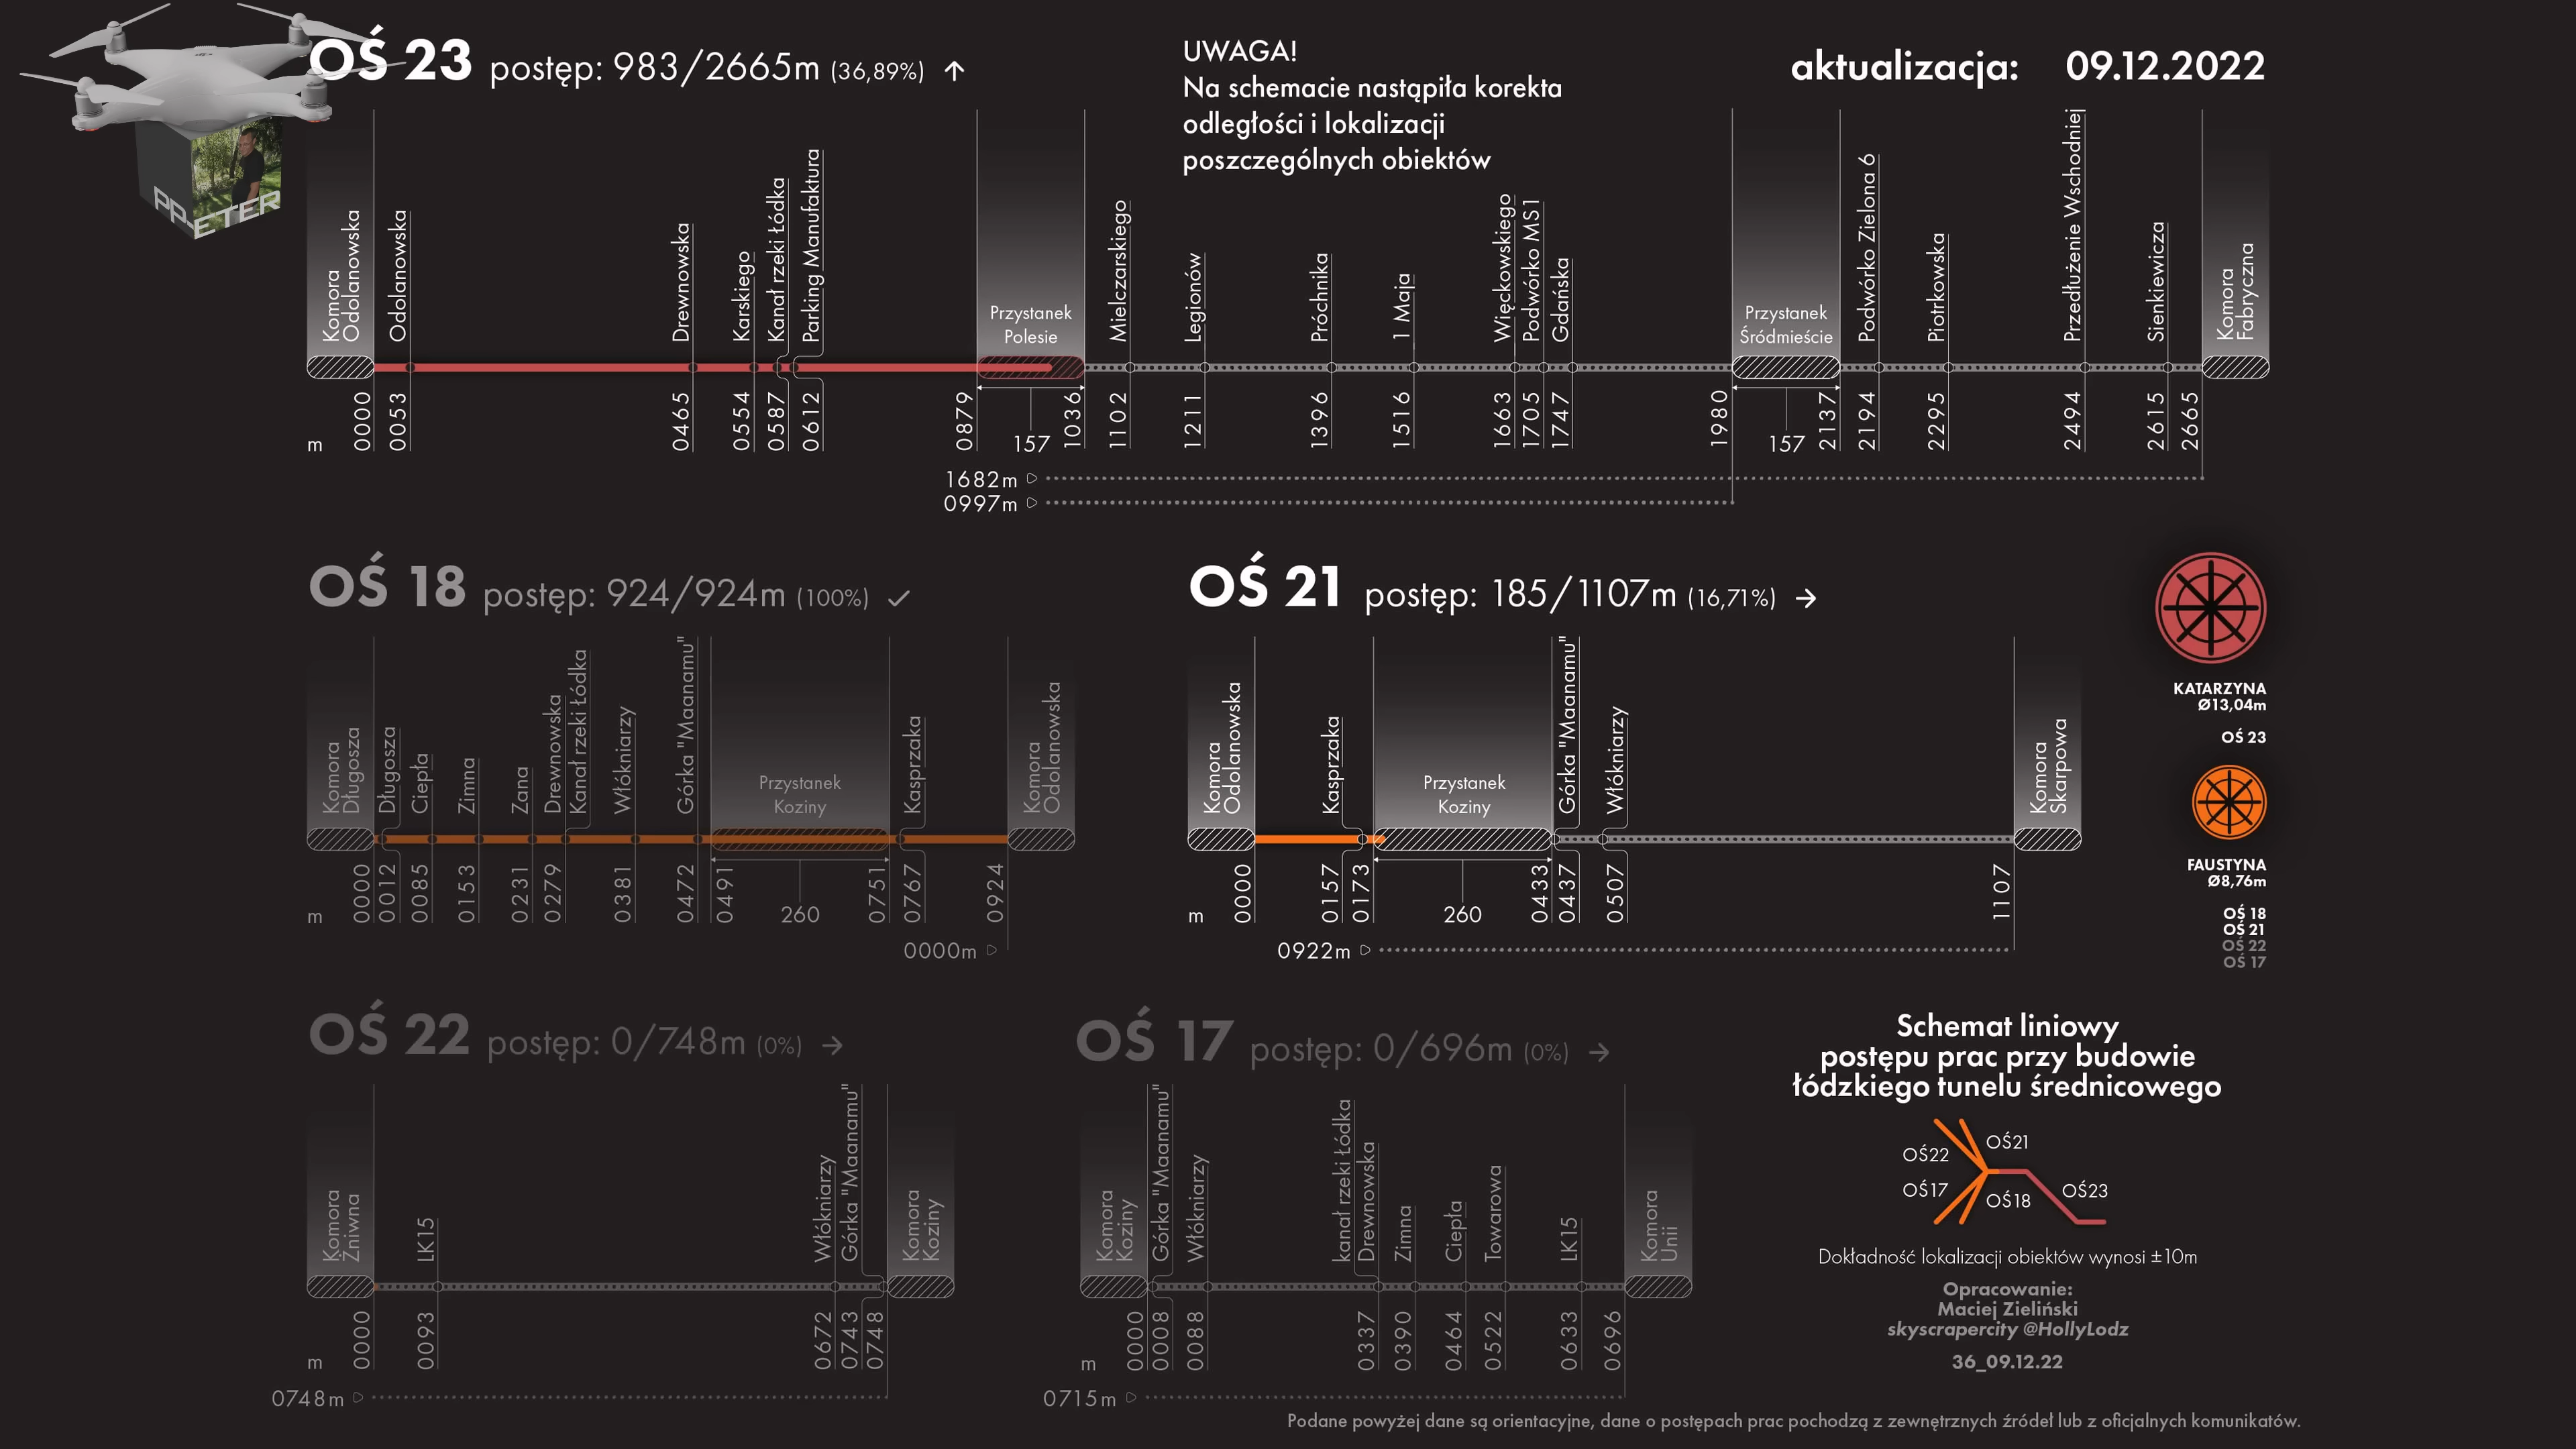 OŚ 23 postęp: 983/2665m (36,89%) ↑
UWAGA!
Na schemacie nastąpiła korekta
odległości i lokalizacji
poszczególnych obiektów
aktualizacja: 09.12.2022
PP-ETER
Komora
Odolanowska
Odolanowa
Drewnowska
Karskiego
Kanał rzeki Łódka
Parking Manufaktura
Przystanek
Polesie
Mielczarskiego
Legionów
Próchnika
1 Maja
Więckowskiego
Podwórko MS1
Gdańska
Przystanek
Śródmieście
Podwórko Zielona 6
Piotrkowska
Przedłużenie Wschodniej
Sienkiewicza
Komora
Fabryczna
m 0000 0053 0465 0554 0587 0612 0879 157 1036 1102 1211 1396 1516 1663 1705 1747 1980 157 2137 2194 2295 2494 2615 2665
1682m
0997m
OŚ 18 postęp: 924/924m (100%) ✓
Komora
Długosza
Długosza
Ciepła
Zimna
Zana
Drewnowska
Kanał rzeki Łódka
Włókniarzy
Górka "Maanamu"
Przystanek
Koziny
Kasprzaka
Komora
Odolanowska
m 0000 0012 0085 0153 0231 0279 0381 0472 0491 260 0751 0767 0924
0000m
OŚ 21 postęp: 185/1107m (16,71%) →
Komora
Odolanowska
Kasprzaka
Przystanek
Koziny
Górka "Maanamu"
Włókniarzy
Komora
Skarpowa
m 0000 0157 0173 260 0433 0437 0507 1107
0922m
KATARZYNA
Ø13,04m
OŚ 23
FAUSTYNA
Ø8,76m
OŚ 18
OŚ 21
OŚ 22
OŚ 17
OŚ 22 postęp: 0/748m (0%) →
Komora
Żniwna
LK15
Włókniarzy
Górka "Maanamu"
Komora
Koziny
m 0000 0093 0672 0743 0748
0748m
OŚ 17 postęp: 0/696m (0%) →
Komora
Koziny
Górka "Maanamu"
Włókniarzy
kanał rzeki Łódka
Drewnowska
Zimna
Ciepła
Towarowa
LK15
Komora
Unii
m 0000 0008 0088 0337 0390 0464 0522 0633 0696
0715m
Schemat liniowy
postępu prac przy budowie
łódzkiego tunelu średnicowego
OŚ22
OŚ21
OŚ17
OŚ18
OŚ23
Dokładność lokalizacji obiektów wynosi ±10m
Opracowanie:
Maciej Zieliński
skyscrapercity @HollyLodz
36_09.12.22
Podane powyżej dane są orientacyjne, dane o postępach prac pochodzą z zewnętrznych źródeł lub z oficjalnych komunikatów.